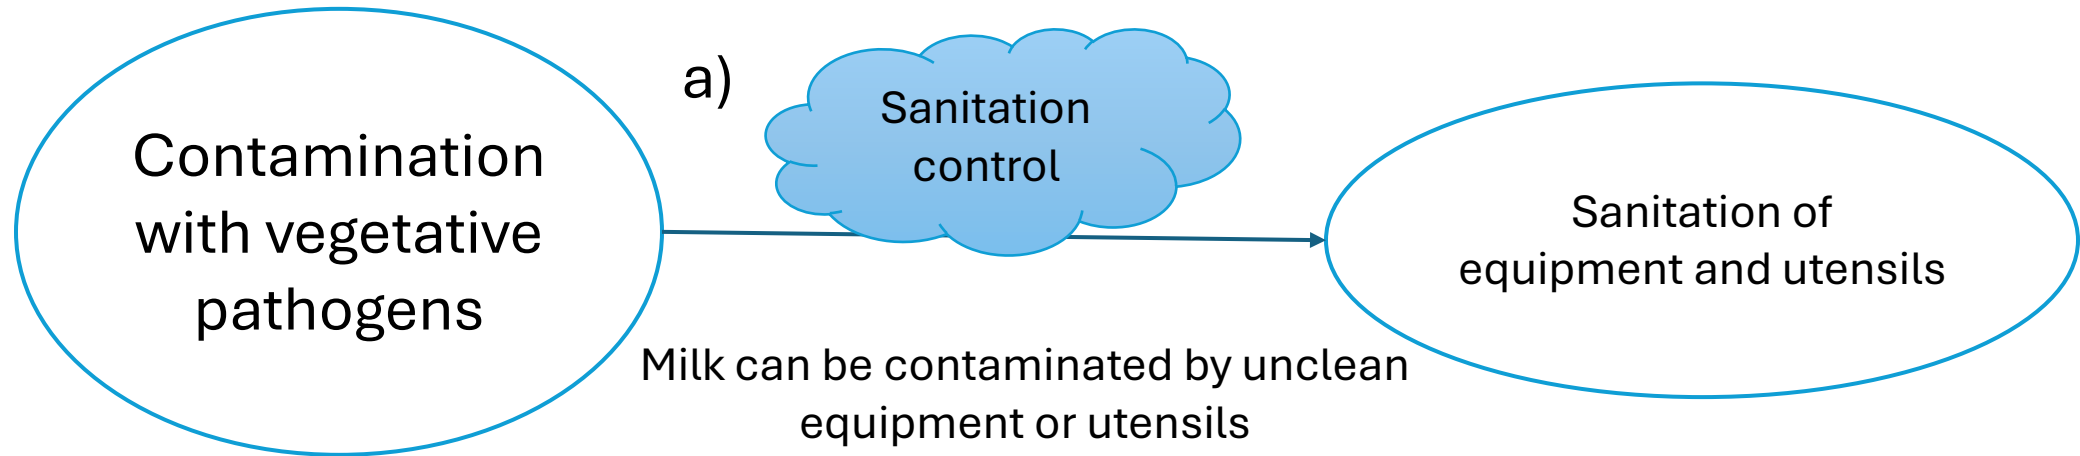 Contamination
with vegetative
pathogens
a)
Sanitation
control
Milk can be contaminated by unclean
equipment or utensils
Sanitation of
equipment and utensils